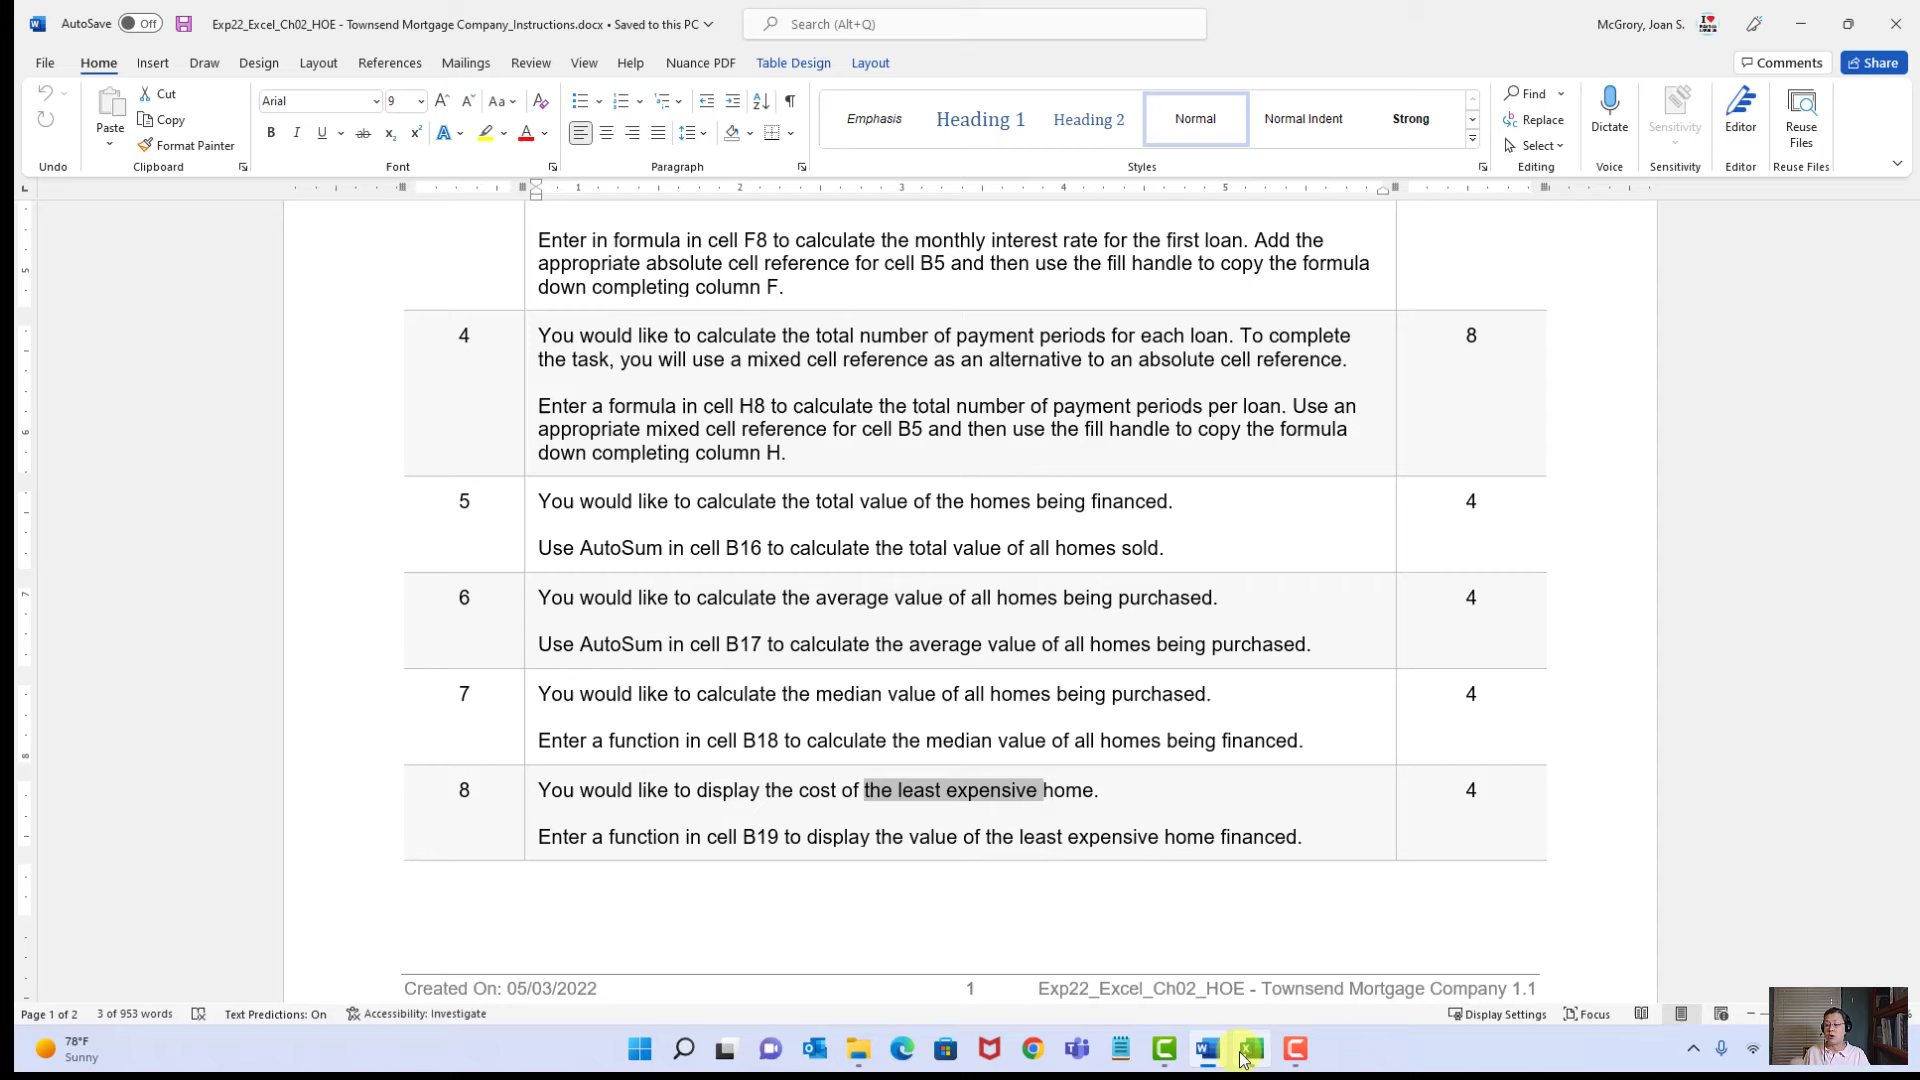 AutoSave Off Exp22_Excel_Ch02_HOE - Townsend Mortgage Company_Instructions.docx • Saved to this PC Search (Alt+Q) McGrory, Joan S.
File Home Insert Draw Design Layout References Mailings Review View Help Nuance PDF Table Design Layout Comments Share
Paste Cut Copy Format Painter
Arial 9
Emphasis Heading 1 Heading 2 Normal Normal Indent Strong
Find Replace Select
Dictate Sensitivity Editor Reuse Files
Undo Clipboard Font Paragraph Styles Editing Voice Sensitivity Editor Reuse Files
1 2 3 4 5
Enter in formula in cell F8 to calculate the monthly interest rate for the first loan. Add the
appropriate absolute cell reference for cell B5 and then use the fill handle to copy the formula
down completing column F.
4 You would like to calculate the total number of payment periods for each loan. To complete 8
the task, you will use a mixed cell reference as an alternative to an absolute cell reference.
Enter a formula in cell H8 to calculate the total number of payment periods per loan. Use an
appropriate mixed cell reference for cell B5 and then use the fill handle to copy the formula
down completing column H.
5 You would like to calculate the total value of the homes being financed. 4
Use AutoSum in cell B16 to calculate the total value of all homes sold.
6 You would like to calculate the average value of all homes being purchased. 4
Use AutoSum in cell B17 to calculate the average value of all homes being purchased.
7 You would like to calculate the median value of all homes being purchased. 4
Enter a function in cell B18 to calculate the median value of all homes being financed.
8 You would like to display the cost of the least expensive home. 4
Enter a function in cell B19 to display the value of the least expensive home financed.
Created On: 05/03/2022 1 Exp22_Excel_Ch02_HOE - Townsend Mortgage Company 1.1
Page 1 of 2 3 of 953 words Text Predictions: On Accessibility: Investigate Display Settings Focus
78°F
Sunny